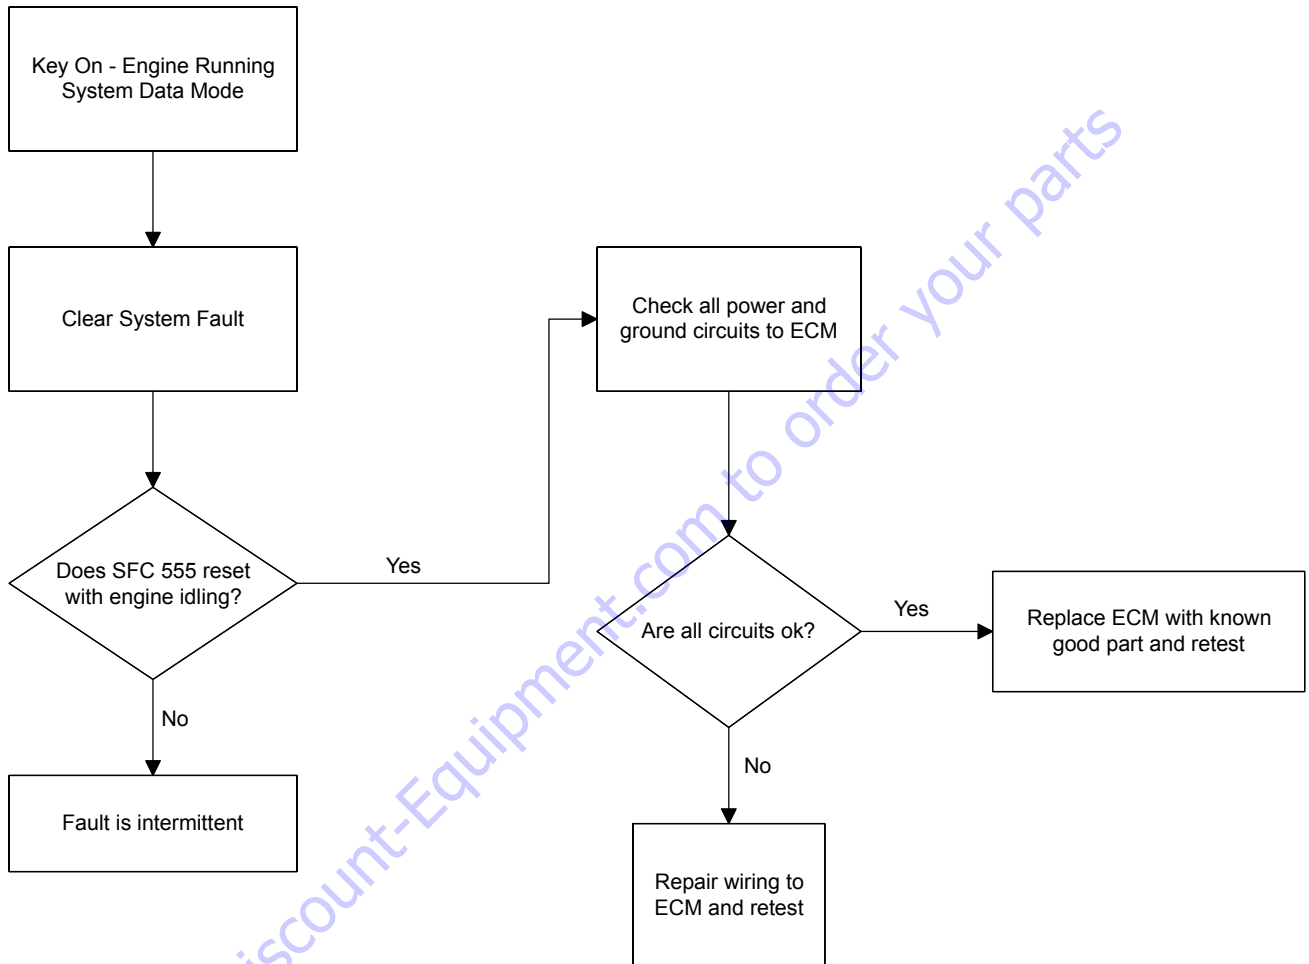 Key On - Engine Running
System Data Mode
Clear System Fault
Does SFC 555 reset
with engine idling?
Yes
No
Fault is intermittent
Check all power and
ground circuits to ECM
Are all circuits ok?
Yes
Replace ECM with known
good part and retest
No
Repair wiring to
ECM and retest
iscount-Equipment.com to order your parts